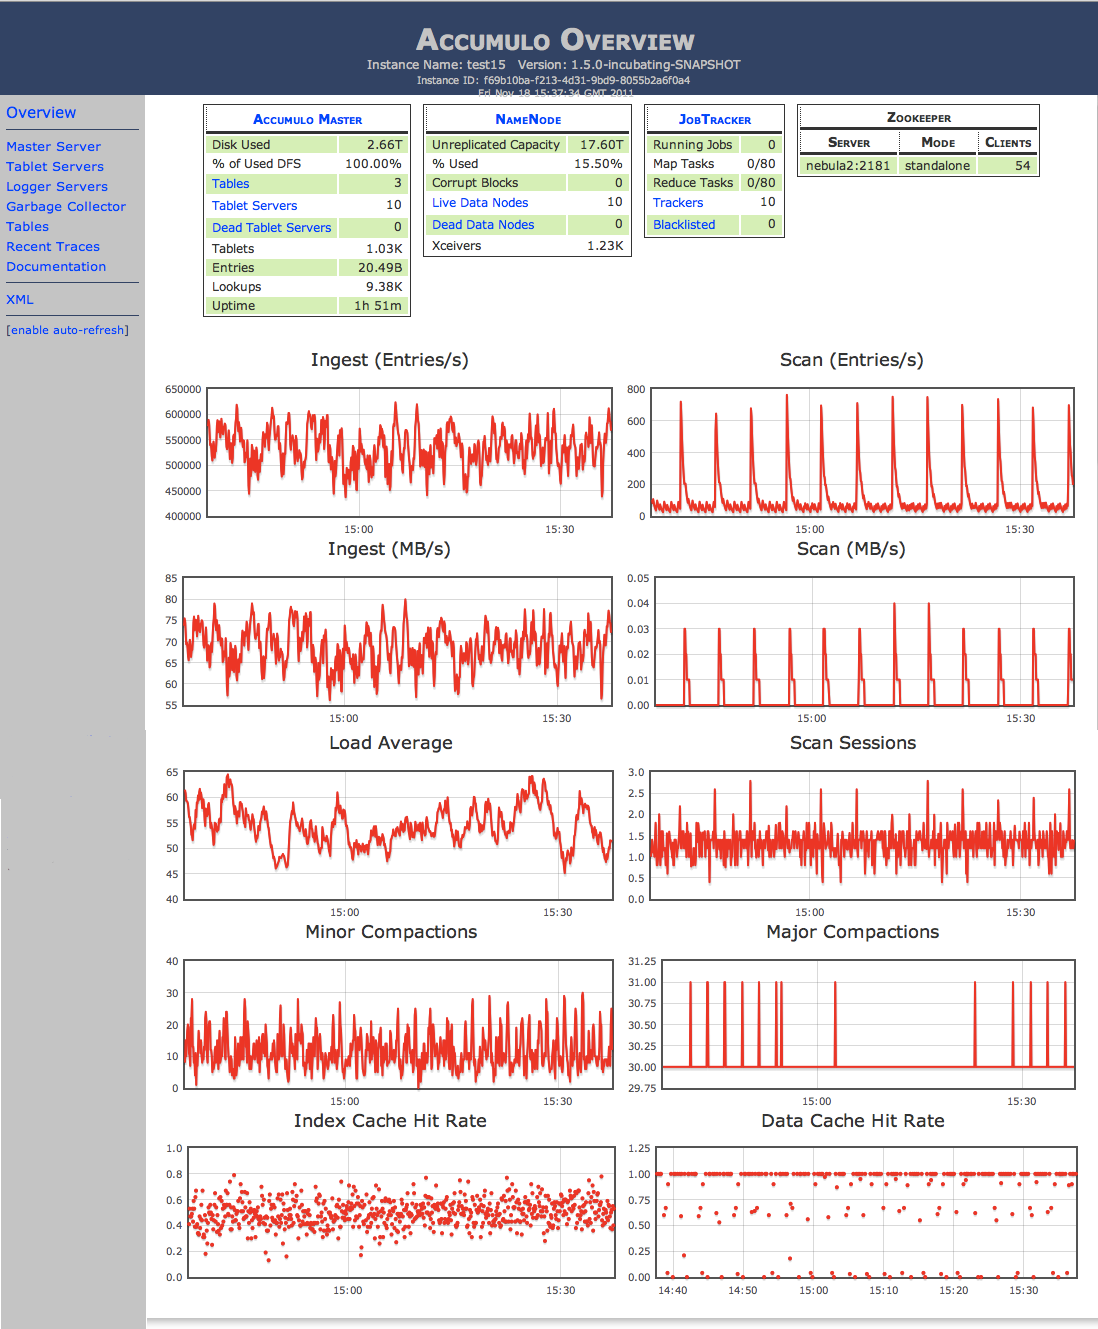 Accumulo Overview
Instance Name: test15 Version: 1.5.0-incubating-SNAPSHOT
Instance ID: f69b10ba-f213-4d31-9bd9-8055b2a6f0a4
Fri Nov 18 15:37:34 GMT 2011
Overview
Master Server
Tablet Servers
Logger Servers
Garbage Collector
Tables
Recent Traces
Documentation
XML
[enable auto-refresh]
Accumulo Master
Disk Used 2.66T
% of Used DFS 100.00%
Tables 3
Tablet Servers 10
Dead Tablet Servers 0
Tablets 1.03K
Entries 20.49B
Lookups 9.38K
Uptime 1h 51m
NameNode
Unreplicated Capacity 17.60T
% Used 15.50%
Corrupt Blocks 0
Live Data Nodes 10
Dead Data Nodes 0
Xceivers 1.23K
JobTracker
Running Jobs 0
Map Tasks 0/80
Reduce Tasks 0/80
Trackers 10
Blacklisted 0
Zookeeper
Server Mode Clients
nebula2:2181 standalone 54
Ingest (Entries/s)
650000
600000
550000
500000
450000
400000
15:00 15:30
Scan (Entries/s)
800
600
400
200
0
15:00 15:30
Ingest (MB/s)
85
80
75
70
65
60
55
15:00 15:30
Scan (MB/s)
0.05
0.04
0.03
0.02
0.01
0.00
15:00 15:30
Load Average
65
60
55
50
45
40
15:00 15:30
Scan Sessions
3.0
2.5
2.0
1.5
1.0
0.5
0.0
15:00 15:30
Minor Compactions
40
30
20
10
0
15:00 15:30
Major Compactions
31.25
31.00
30.75
30.50
30.25
30.00
29.75
15:00 15:30
Index Cache Hit Rate
1.0
0.8
0.6
0.4
0.2
0.0
15:00 15:30
Data Cache Hit Rate
1.25
1.00
0.75
0.50
0.25
0.00
14:40 14:50 15:00 15:10 15:20 15:30